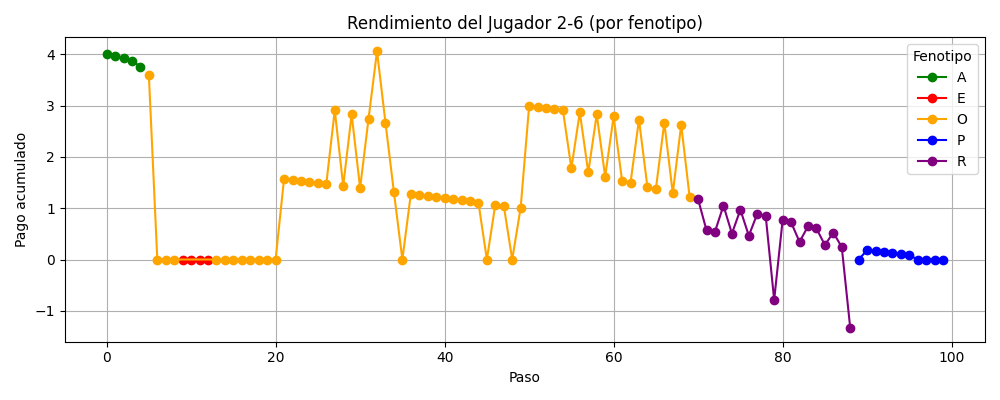 Rendimiento del Jugador 2-6 (por fenotipo)
Pago acumulado
4
3
2
1
0
−1
0
20
40
60
80
100
Paso
Fenotipo
A
E
O
P
R